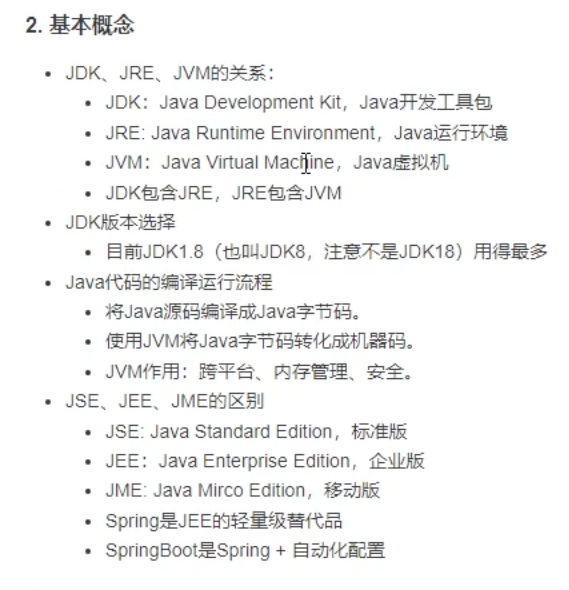 2. 基本概念
JDK、JRE、JVM的关系：
JDK：Java Development Kit，Java开发工具包
JRE: Java Runtime Environment，Java运行环境
JVM：Java Virtual Machine，Java虚拟机
JDK包含JRE，JRE包含JVM
JDK版本选择
目前JDK1.8（也叫JDK8，注意不是JDK18）用得最多
Java代码的编译运行流程
将Java源码编译成Java字节码。
使用JVM将Java字节码转化成机器码。
JVM作用：跨平台、内存管理、安全。
JSE、JEE、JME的区别
JSE: Java Standard Edition，标准版
JEE：Java Enterprise Edition，企业版
JME: Java Mirco Edition，移动版
Spring是JEE的轻量级替代品
SpringBoot是Spring + 自动化配置